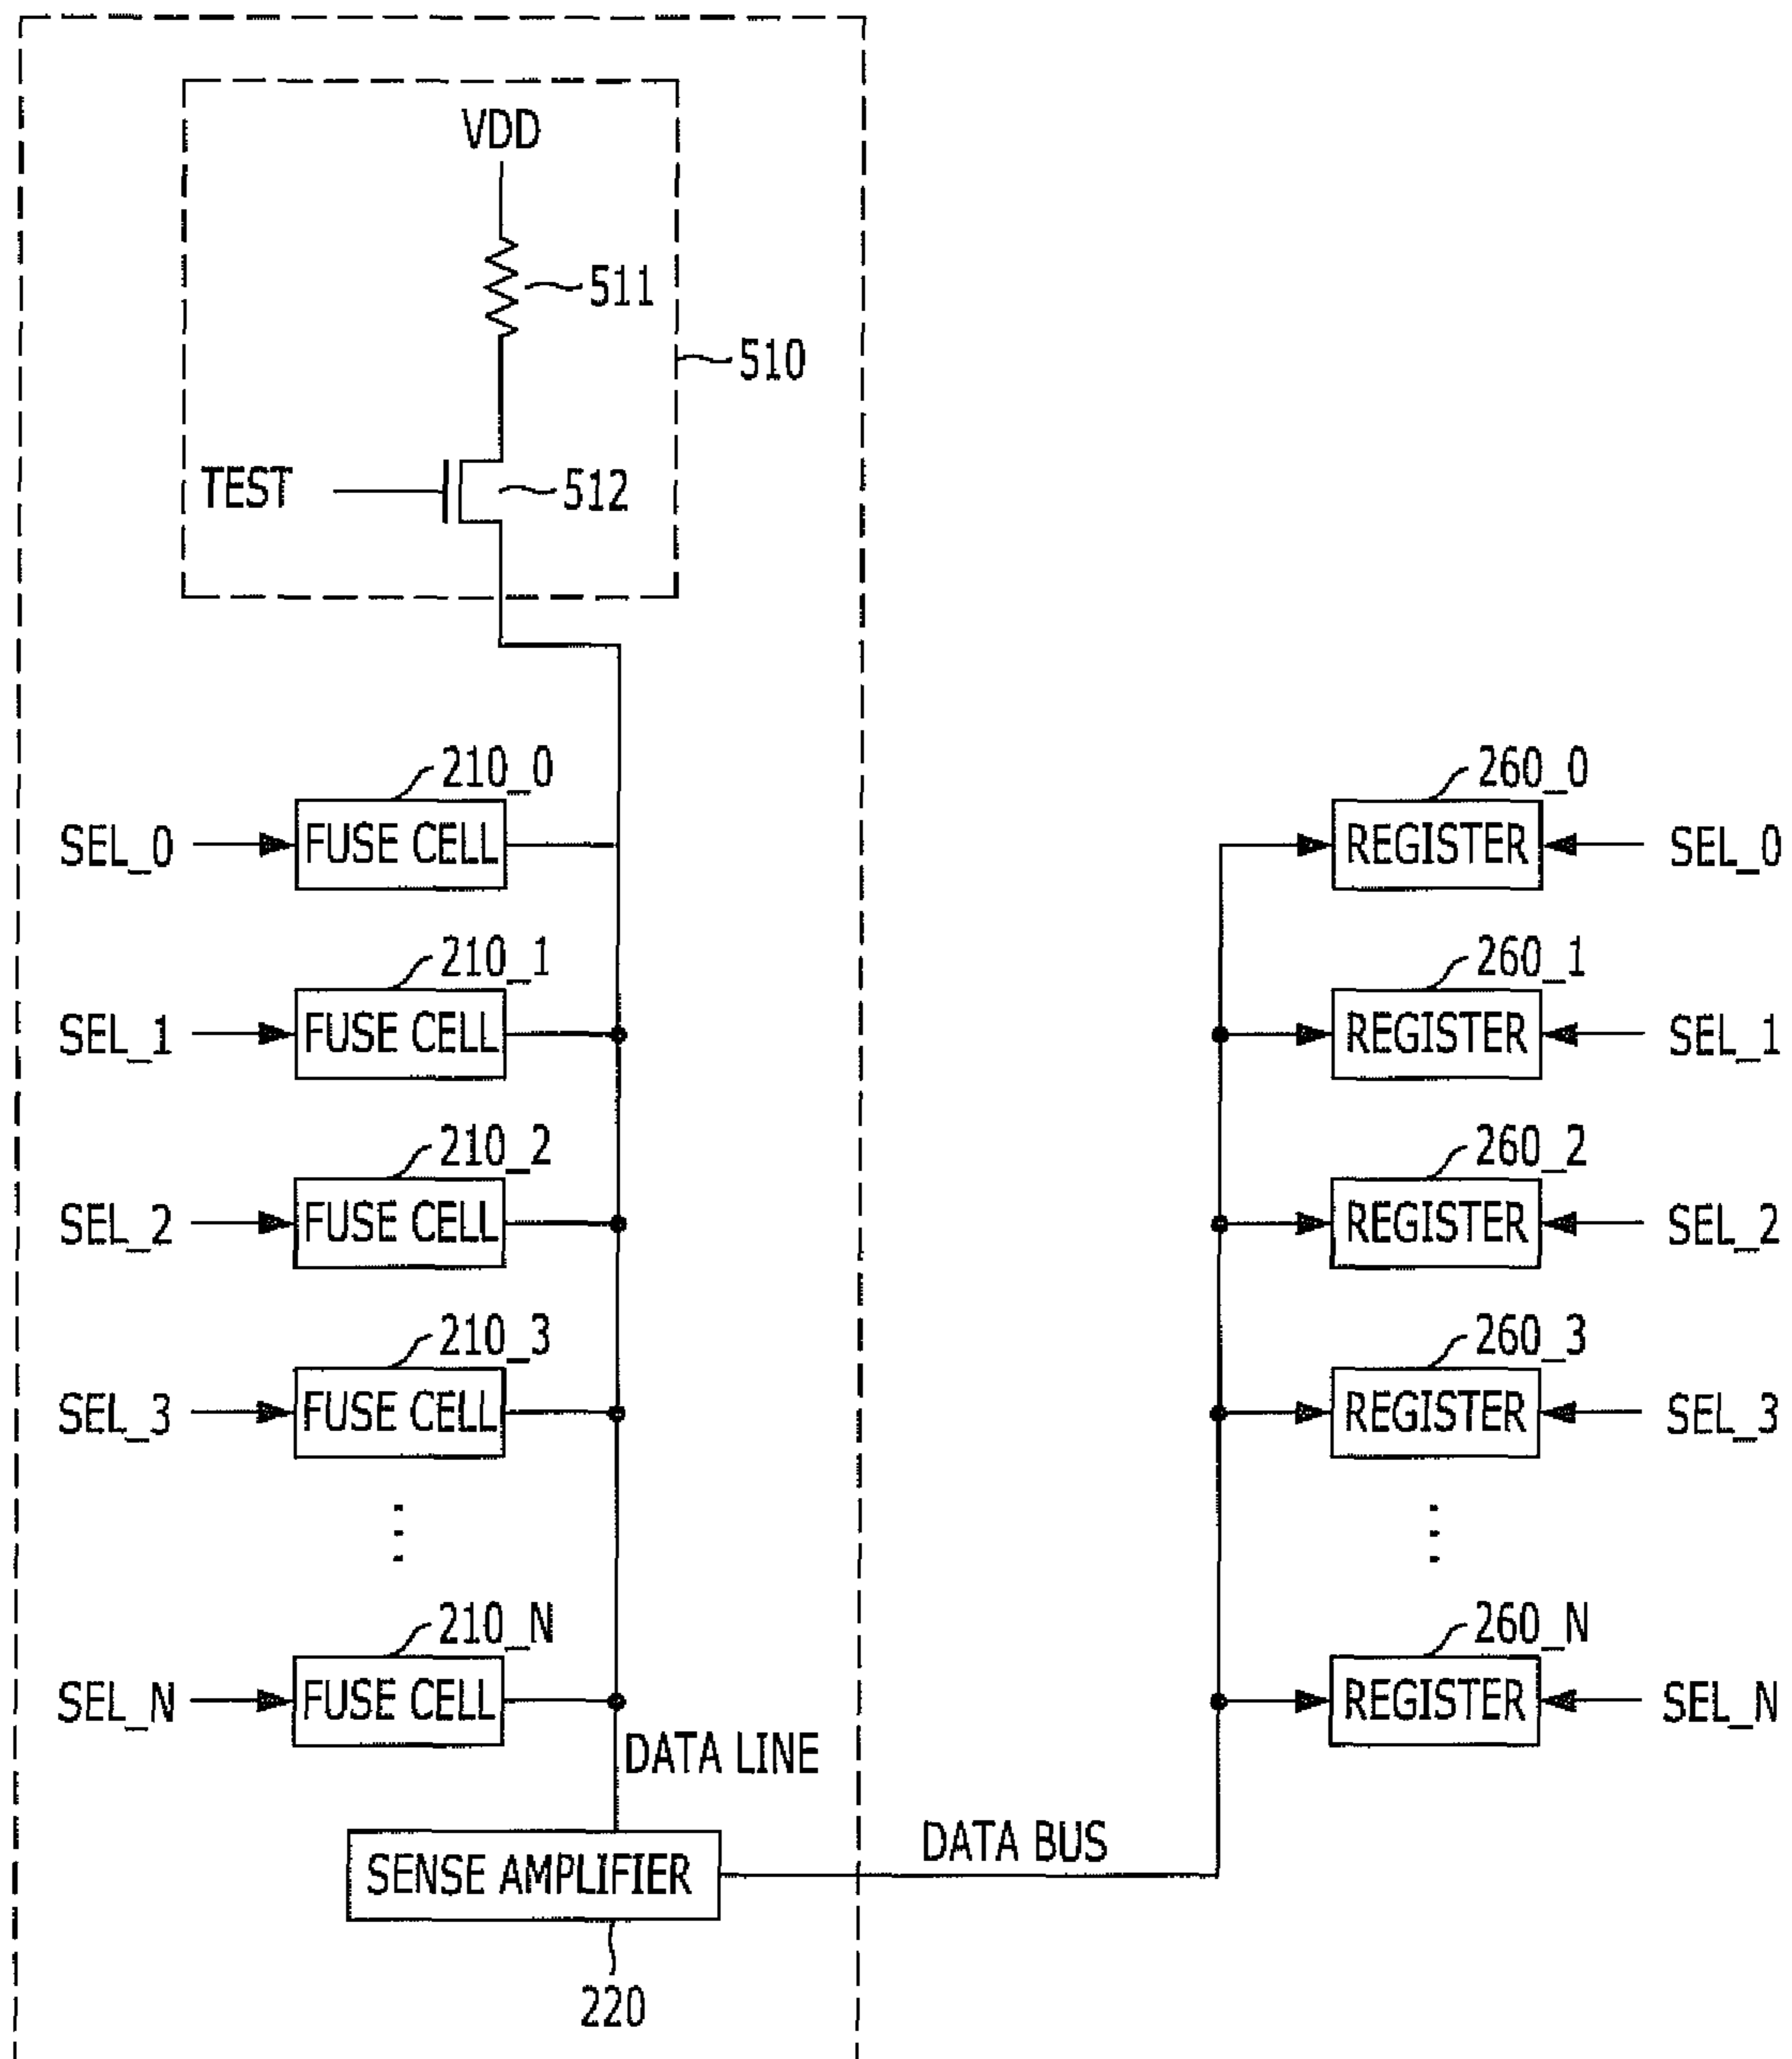 VDD
511
510
TEST
512
210_0
260_0
SEL_0
FUSE CELL
REGISTER
SEL_0
210_1
260_1
SEL_1
FUSE CELL
REGISTER
SEL_1
210_2
260_2
SEL_2
FUSE CELL
REGISTER
SEL_2
210_3
260_3
SEL_3
FUSE CELL
REGISTER
SEL_3
210_N
260_N
SEL_N
FUSE CELL
REGISTER
SEL_N
DATA LINE
DATA BUS
SENSE AMPLIFIER
220